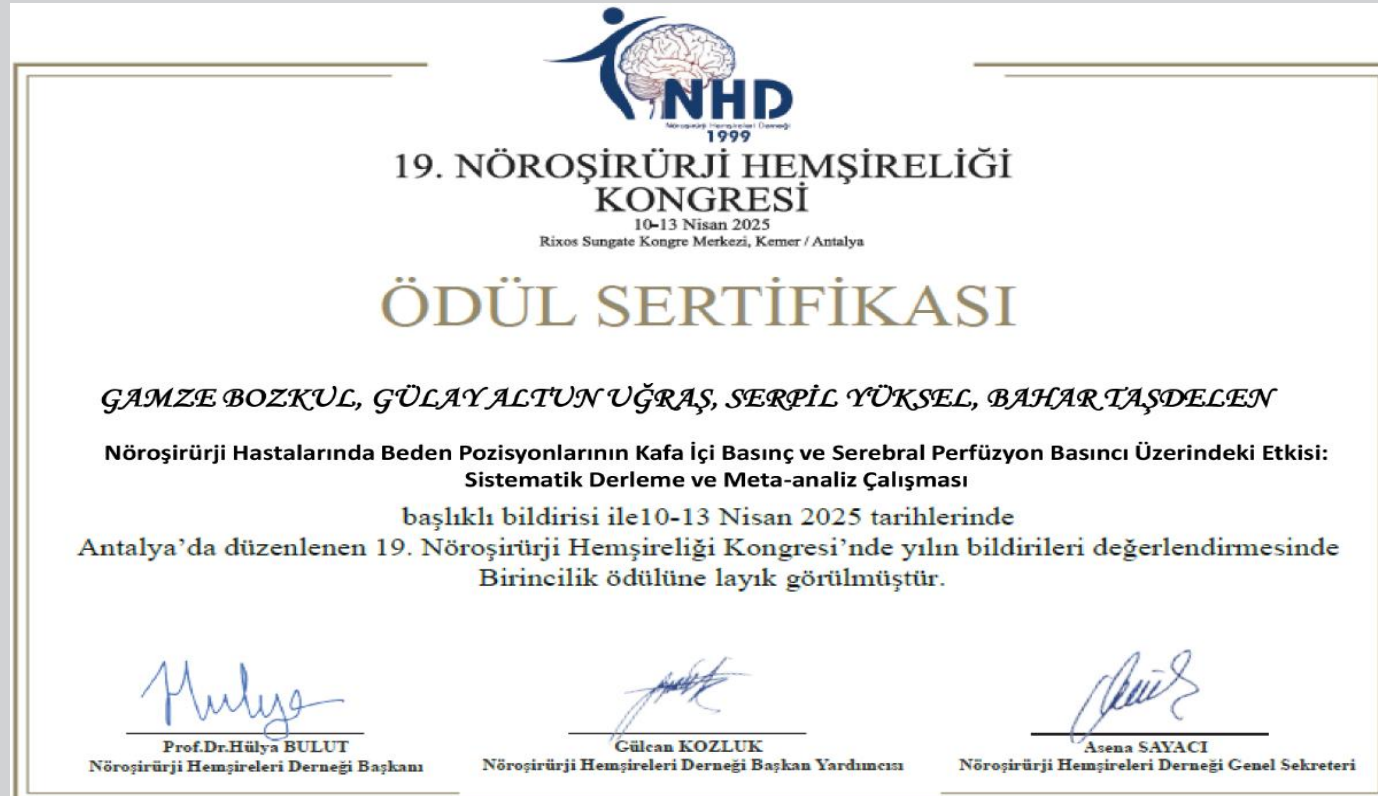 NHD
Nöroşirürji Hemşireleri Derneği
1999
19. NÖROŞİRÜRJİ HEMŞİRELİĞİ
KONGRESİ
10-13 Nisan 2025
Rixos Sungate Kongre Merkezi, Kemer / Antalya
ÖDÜL SERTİFİKASI
GAMZE BOZKUL, GÜLAY ALTUN UĞRAŞ, SERPİL YÜKSEL, BAHAR TAŞDELEN
Nöroşirürji Hastalarında Beden Pozisyonlarının Kafa İçi Basınç ve Serebral Perfüzyon Basıncı Üzerindeki Etkisi:
Sistematik Derleme ve Meta-analiz Çalışması
başlıklı bildirisi ile10-13 Nisan 2025 tarihlerinde
Antalya’da düzenlenen 19. Nöroşirürji Hemşireliği Kongresi’nde yılın bildirileri değerlendirmesinde
Birincilik ödülüne layık görülmüştür.
Hulya
Prof.Dr.Hülya BULUT
Nöroşirürji Hemşireleri Derneği Başkanı
Gülcan KOZLUK
Nöroşirürji Hemşireleri Derneği Başkan Yardımcısı
Asena SAYACI
Nöroşirürji Hemşireleri Derneği Genel Sekreteri